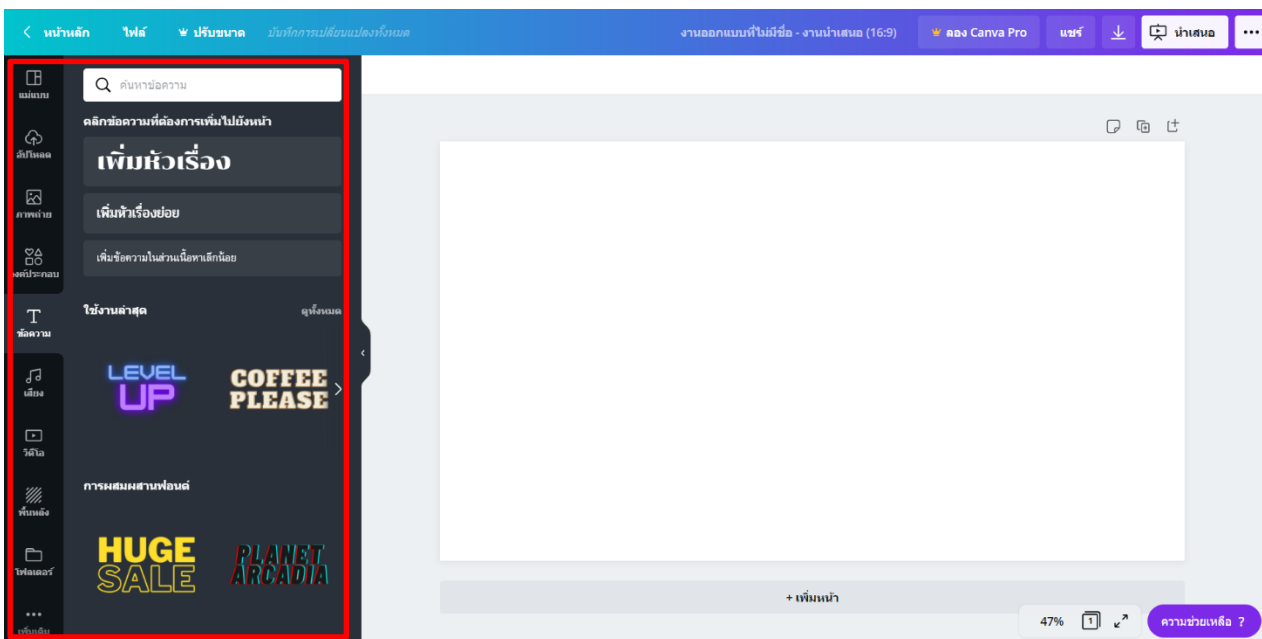 หน้าหลัก ไฟล์ ปรับขนาด บันทึกการเปลี่ยนแปลงทั้งหมด งานออกแบบที่ไม่มีชื่อ - งานนำเสนอ (16:9) ลอง Canva Pro แชร์ นำเสนอ
แม่แบบ
อัปโหลด
ภาพถ่าย
องค์ประกอบ
ข้อความ
เสียง
วิดีโอ
พื้นหลัง
โฟลเดอร์
เพิ่มเติม
ค้นหาข้อความ
คลิกข้อความที่ต้องการเพิ่มไปยังหน้า
เพิ่มหัวเรื่อง
เพิ่มหัวเรื่องย่อย
เพิ่มข้อความในส่วนเนื้อหาเล็กน้อย
ใช้งานล่าสุด ดูทั้งหมด
LEVEL
UP
COFFEE
PLEASE
การผสมผสานฟอนต์
HUGE
SALE
PLANET
ARCADIA
+ เพิ่มหน้า
47% 1 ความช่วยเหลือ ?